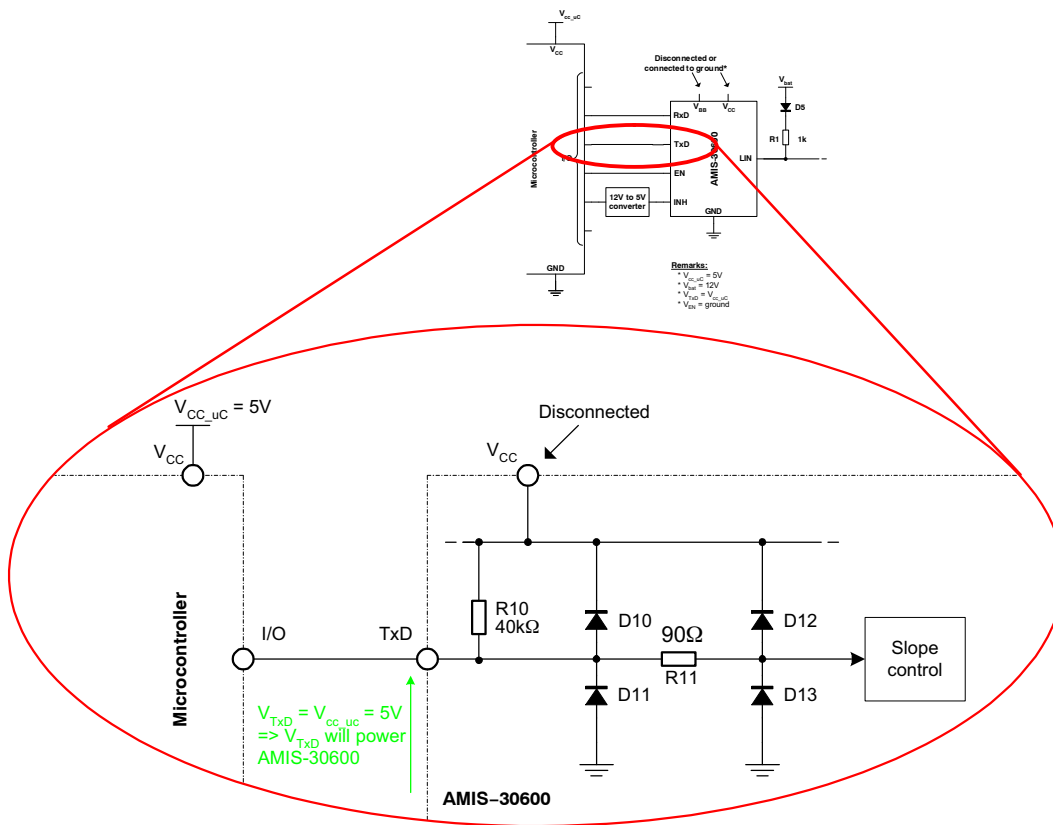 Vcc_uC
VCC
Disconnected or
connected to ground*
Vbat
VBB
VCC
D5
RxD
R1
1k
Microcontroller
TxD
AMIS-30600
I/O
LIN
EN
12V to 5V
converter
INH
GND
GND
Remarks:
* Vcc_uC = 5V
* Vbat = 12V
* VTxD = Vcc_uC
* VEN = ground
VCC_uC = 5V
Disconnected
VCC
VCC
R10
40kΩ
D10
90Ω
D12
Microcontroller
I/O
TxD
R11
Slope
control
D11
D13
VTxD = Vcc_uc = 5V
=> VTxD will power
AMIS-30600
AMIS–30600